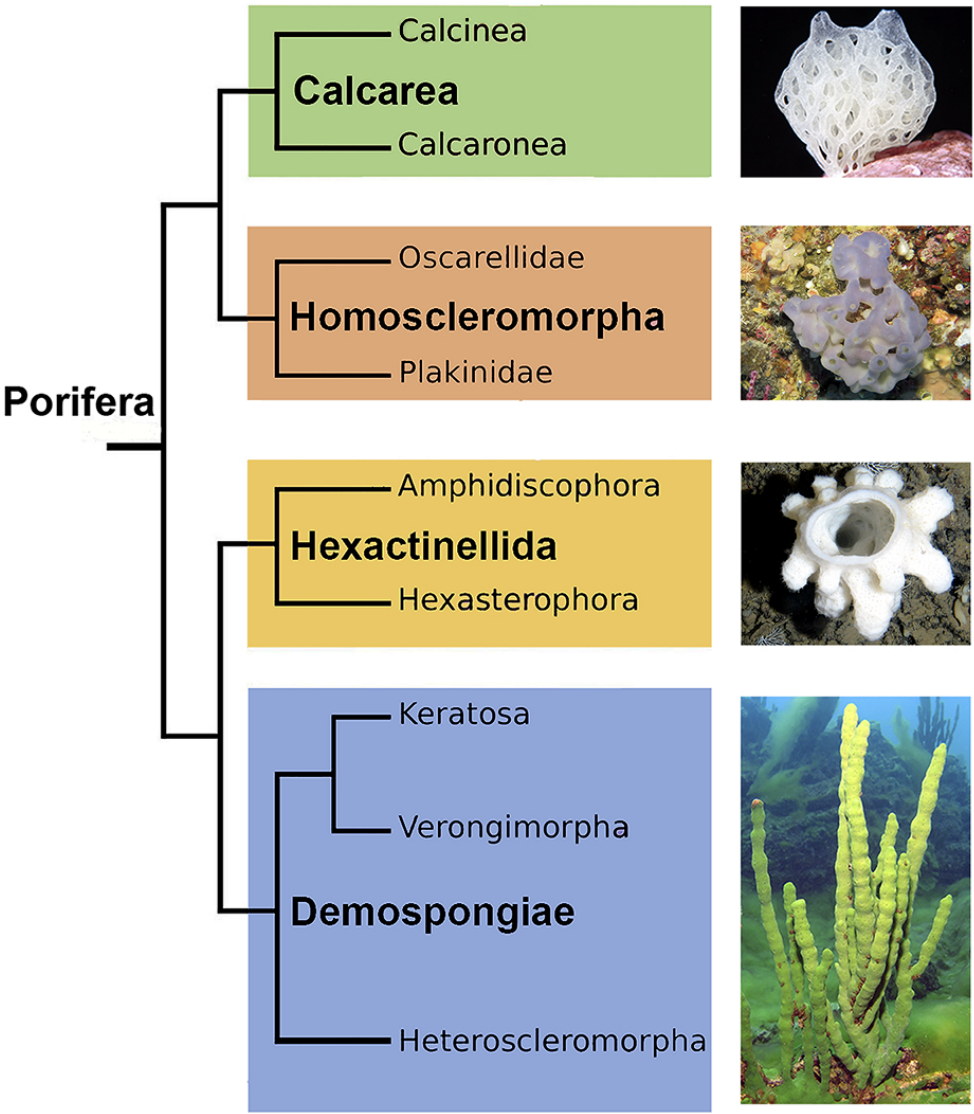 Calcinea
Calcarea
Calcaronea
Oscarellidae
Homoscleromorpha
Plakinidae
Porifera
Amphidiscophora
Hexactinellida
Hexasterophora
Keratosa
Verongimorpha
Demospongiae
Heteroscleromorpha